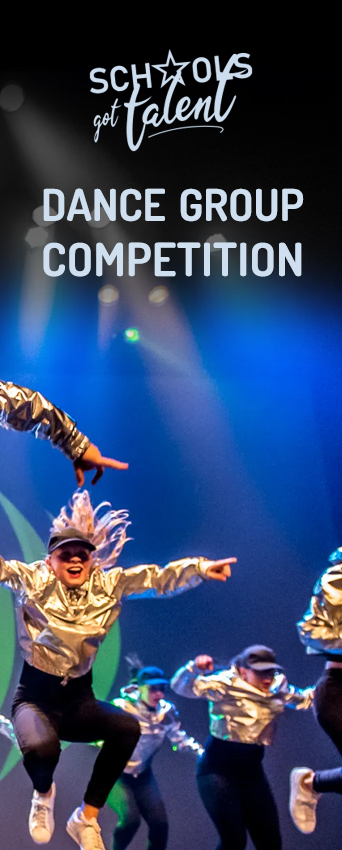 SCHOOLS
got talent
DANCE GROUP
COMPETITION